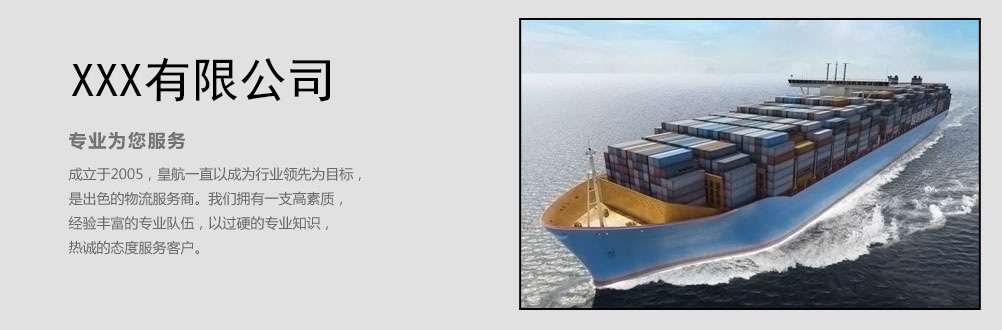 XXX有限公司
专业为您服务
成立于2005，皇航一直以成为行业领先为目标，
是出色的物流服务商。我们拥有一支高素质，
经验丰富的专业队伍，以过硬的专业知识，
热诚的态度服务客户。